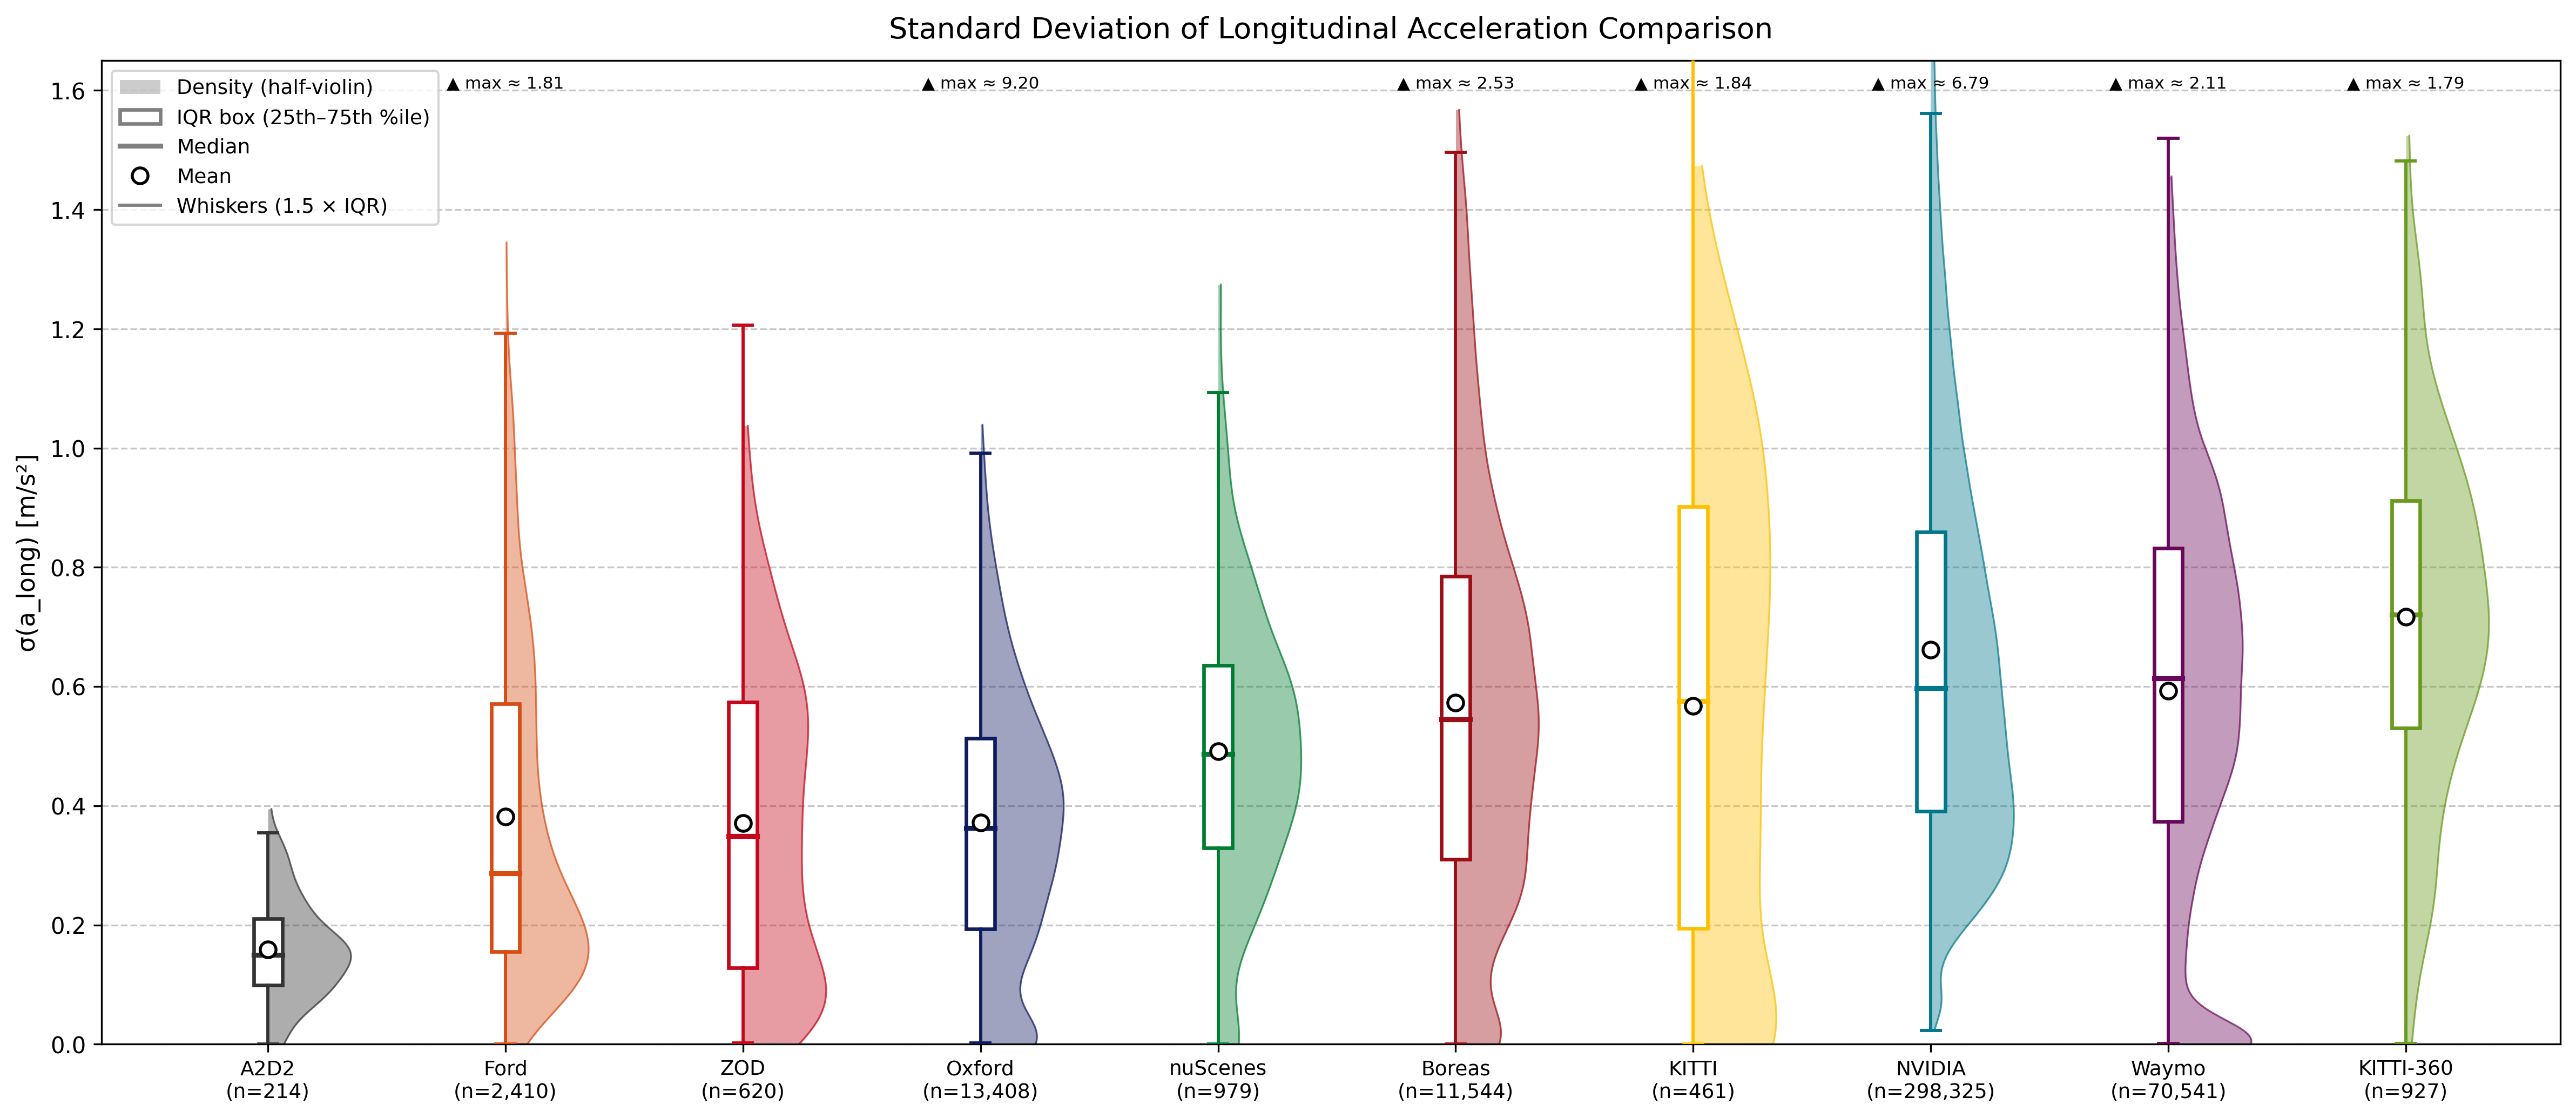 Standard Deviation of Longitudinal Acceleration Comparison
Density (half-violin)
IQR box (25th–75th %ile)
Median
Mean
Whiskers (1.5 × IQR)
▲ max ≈ 1.81
▲ max ≈ 9.20
▲ max ≈ 2.53
▲ max ≈ 1.84
▲ max ≈ 6.79
▲ max ≈ 2.11
▲ max ≈ 1.79
σ(a_long) [m/s²]
1.6
1.4
1.2
1.0
0.8
0.6
0.4
0.2
0.0
A2D2
(n=214)
Ford
(n=2,410)
ZOD
(n=620)
Oxford
(n=13,408)
nuScenes
(n=979)
Boreas
(n=11,544)
KITTI
(n=461)
NVIDIA
(n=298,325)
Waymo
(n=70,541)
KITTI-360
(n=927)